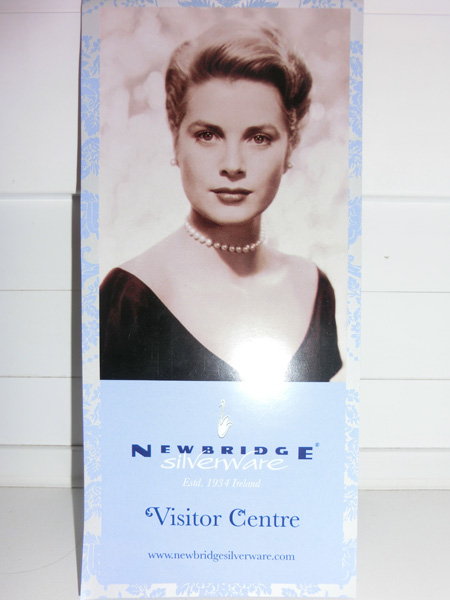 NEWBRIDGE®
silverware
Estd. 1934 Ireland
Visitor Centre
www.newbridgesilverware.com